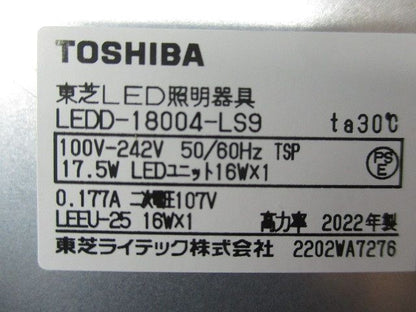 TOSHIBA
東芝LED照明器具
LEDD-18004-LS9 ta30℃
100V-242V 50/60Hz TSP
17.5W LEDユニット16W×1
PS E
0.177A 二次電圧107V
LEEU-25 16W×1 高力率 2022年製
東芝ライテック株式会社 2202WA7276